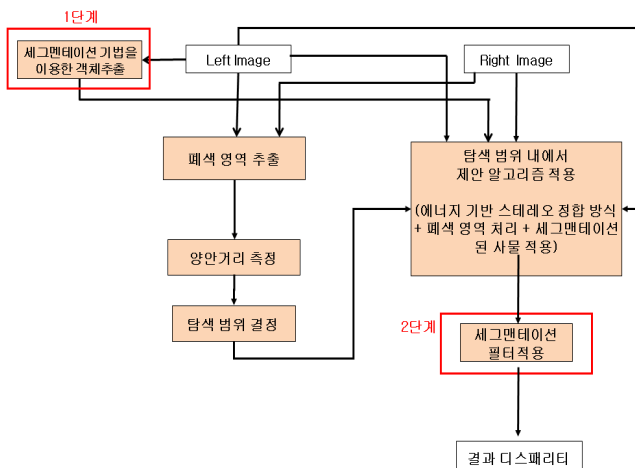 1단계
세그멘테이션 기법을
이용한 객체추출
Left Image
Right Image
폐색 영역 추출
탐색 범위 내에서
제안 알고리즘 적용
(에너지 기반 스테레오 정합 방식
+ 폐색 영역 처리 + 세그맨테이션
된 사물 적용)
양안거리 측정
탐색 범위 결정
2단계
세그맨테이션
필터적용
결과 디스패리티